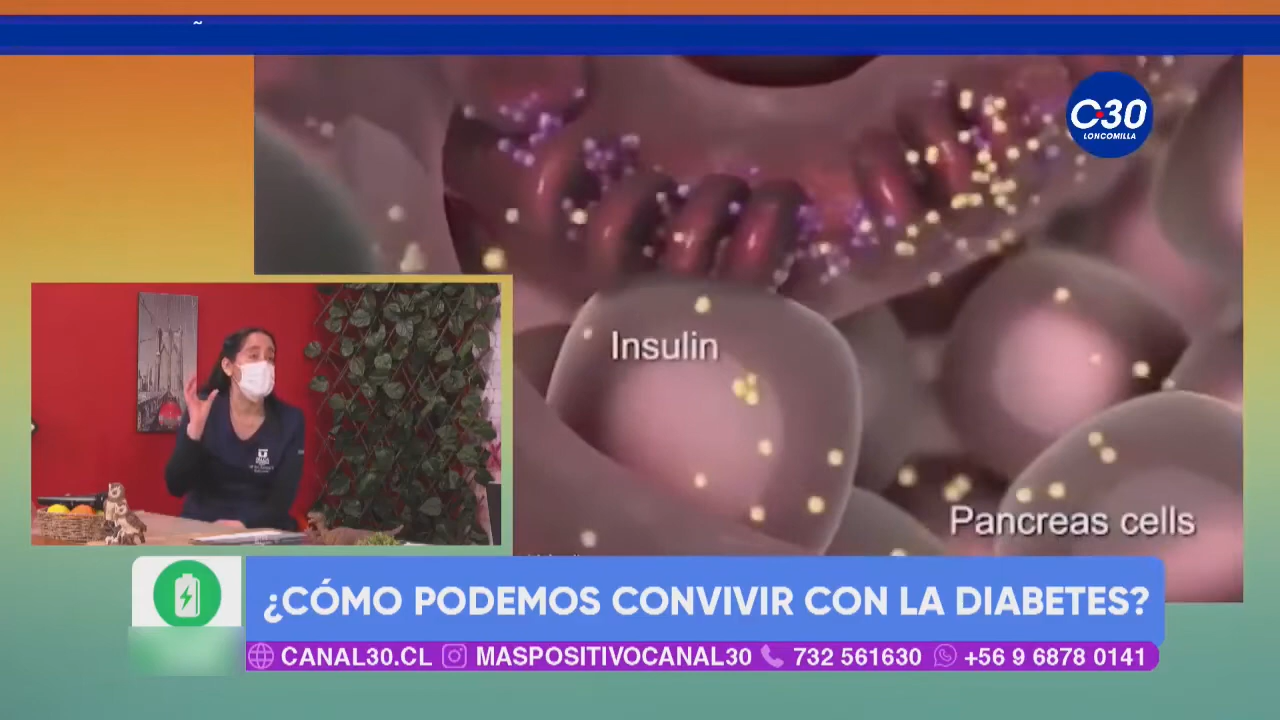 C30
LONCOMILLA
Insulin
Pancreas cells
¿CÓMO PODEMOS CONVIVIR CON LA DIABETES?
CANAL30.CL MASPOSITIVOCANAL30 732 561630 +56 9 6878 0141